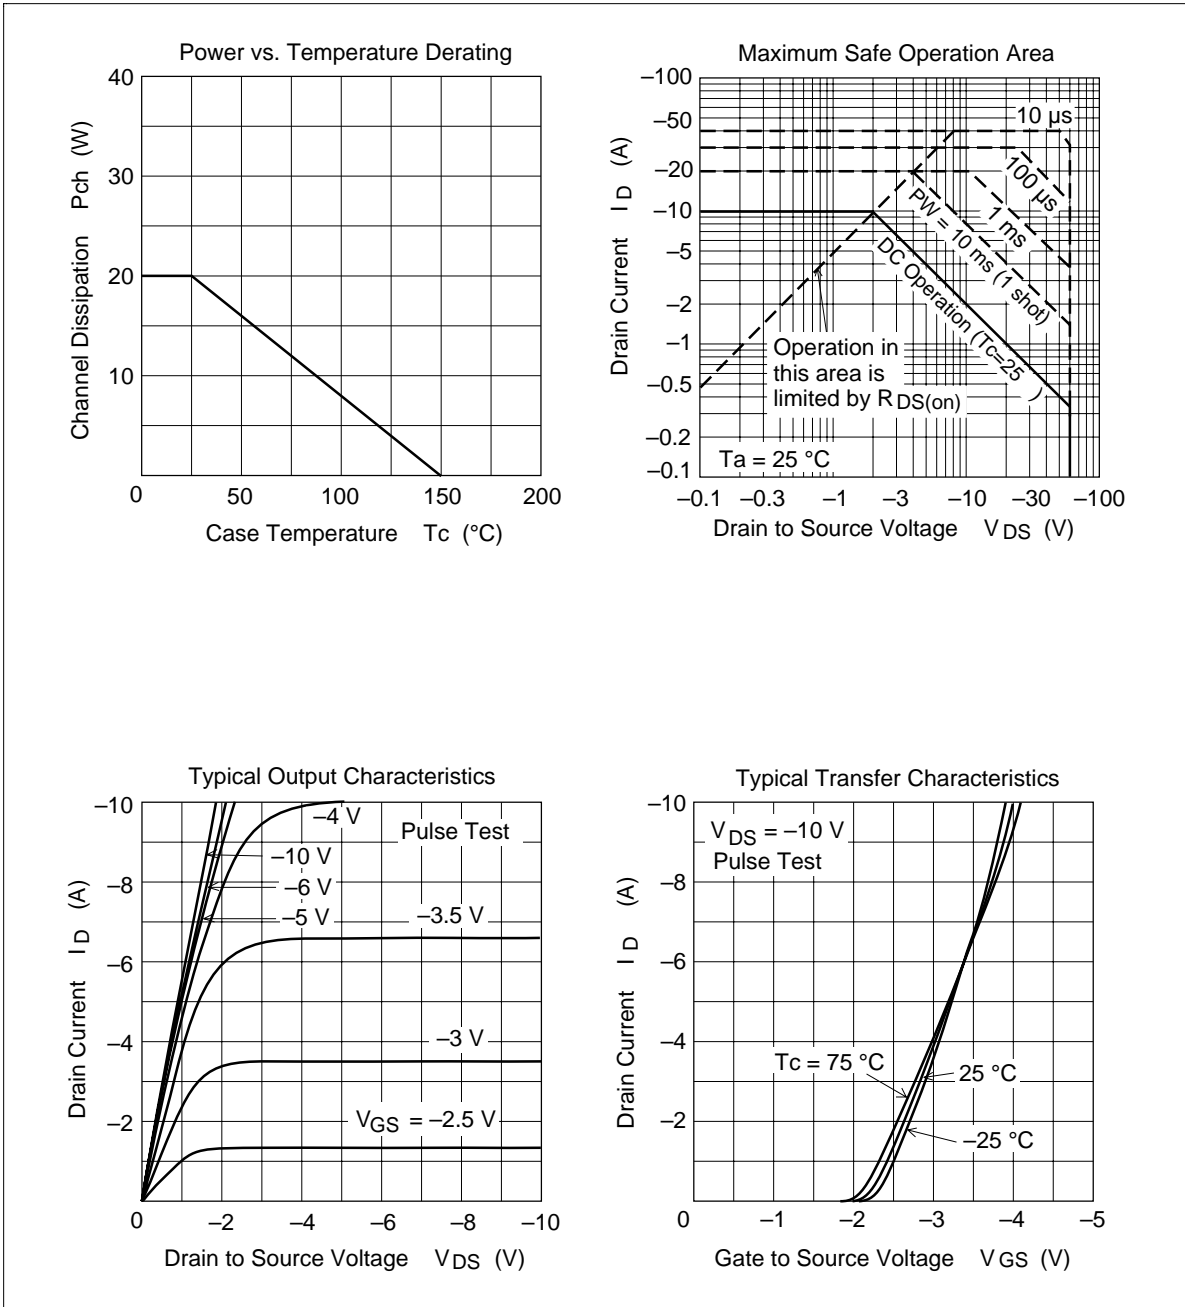 Power vs. Temperature Derating
40
30
20
10
0
50
100
150
200
Channel Dissipation Pch (W)
Case Temperature Tc (°C)
Maximum Safe Operation Area
–100
–50
–20
–10
–5
–2
–1
–0.5
–0.2
–0.1
–0.1
–0.3
–1
–3
–10
–30
–100
Drain Current I D (A)
Drain to Source Voltage V DS (V)
10 µs
100 µs
1 ms
PW = 10 ms (1 shot)
DC Operation (Tc=25 )
Operation in
this area is
limited by R DS(on)
Ta = 25 °C
Typical Output Characteristics
–10
–8
–6
–4
–2
0
–2
–4
–6
–8
–10
Drain Current I D (A)
Drain to Source Voltage V DS (V)
Pulse Test
–4 V
–10 V
–6 V
–5 V
–3.5 V
–3 V
V GS = –2.5 V
Typical Transfer Characteristics
–10
–8
–6
–4
–2
0
–1
–2
–3
–4
–5
Drain Current I D (A)
Gate to Source Voltage V GS (V)
V DS = –10 V
Pulse Test
Tc = 75 °C
25 °C
–25 °C